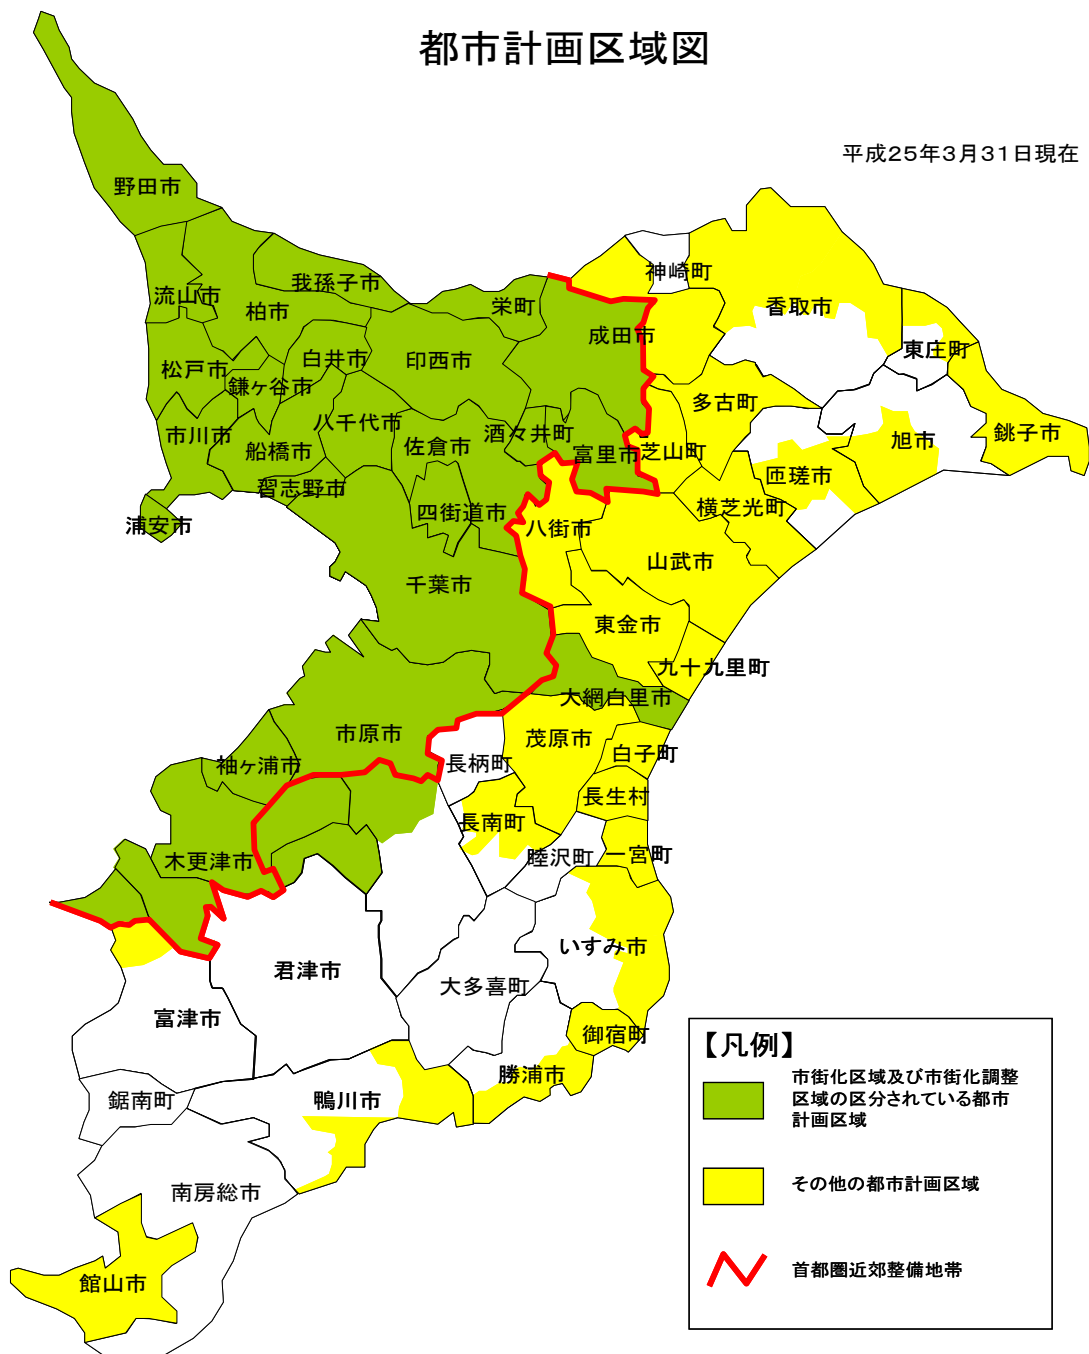 都市計画区域図
平成25年3月31日現在
野田市
神崎町
我孫子市
流山市
栄町
柏市
香取市
成田市
東庄町
白井市
印西市
松戸市
鎌ヶ谷市
多古町
八千代市
酒々井町
銚子市
市川市
佐倉市
旭市
船橋市
富里市
芝山町
匝瑳市
習志野市
横芝光町
四街道市
浦安市
八街市
山武市
千葉市
東金市
九十九里町
大網白里市
市原市
茂原市
白子町
袖ヶ浦市
長柄町
長生村
長南町
一宮町
睦沢町
木更津市
いすみ市
君津市
大多喜町
富津市
御宿町
勝浦市
鋸南町
鴨川市
南房総市
館山市
【凡例】
市街化区域及び市街化調整
区域の区分されている都市
計画区域
その他の都市計画区域
首都圏近郊整備地帯